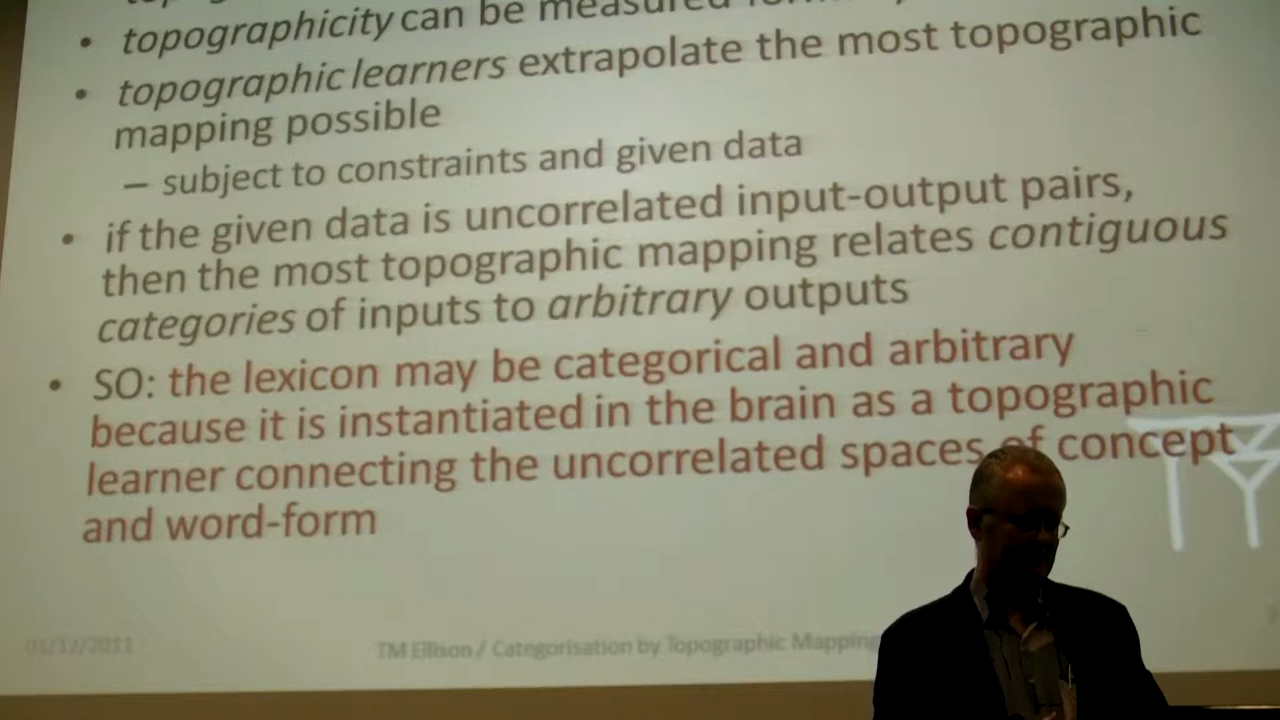 • topographicity can be measured
• topographic learners extrapolate the most topographic
mapping possible
– subject to constraints and given data
• if the given data is uncorrelated input-output pairs,
then the most topographic mapping relates contiguous
categories of inputs to arbitrary outputs
• SO: the lexicon may be categorical and arbitrary
because it is instantiated in the brain as a topographic
learner connecting the uncorrelated spaces of concept
and word-form
TM Ellison / Categorisation by Topographic Mapping